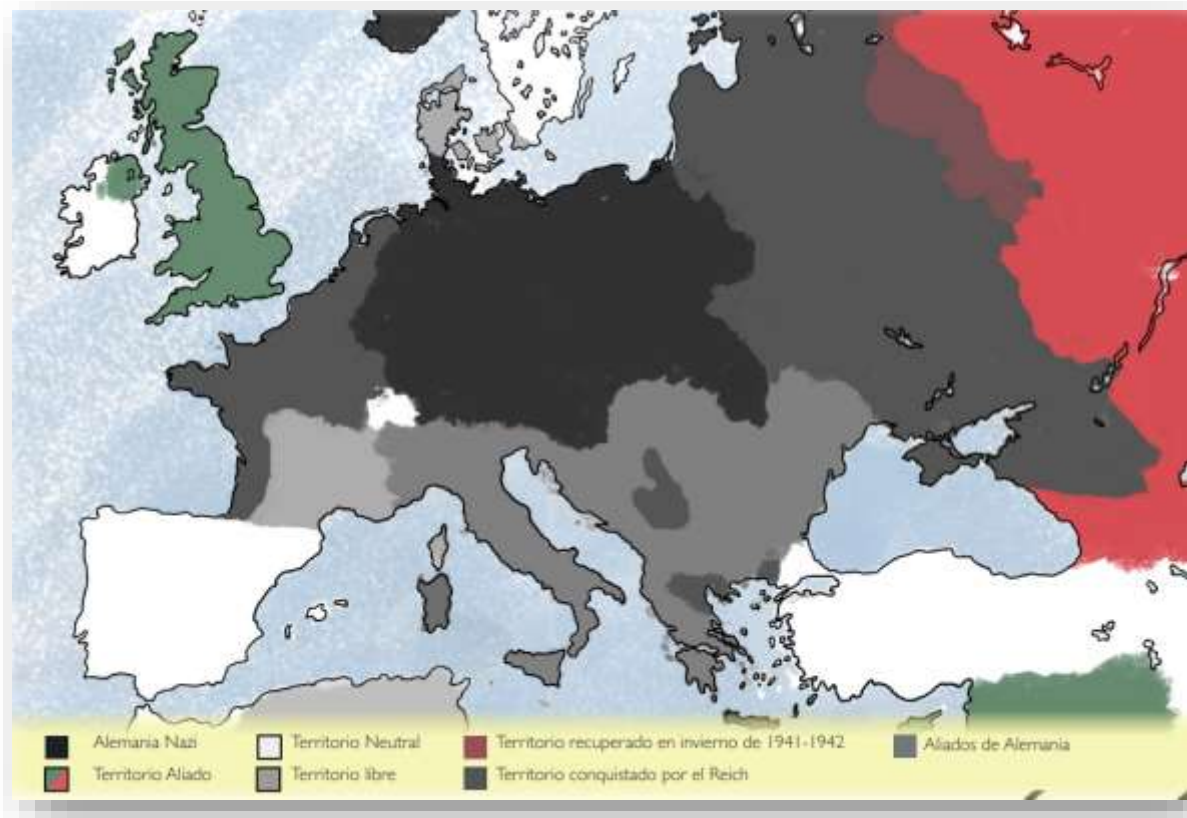 Alemania Nazi
Territorio Neutral
Territorio recuperado en invierno de 1941-1942
Aliados de Alemania
Territorio Aliado
Territorio libre
Territorio conquistado por el Reich